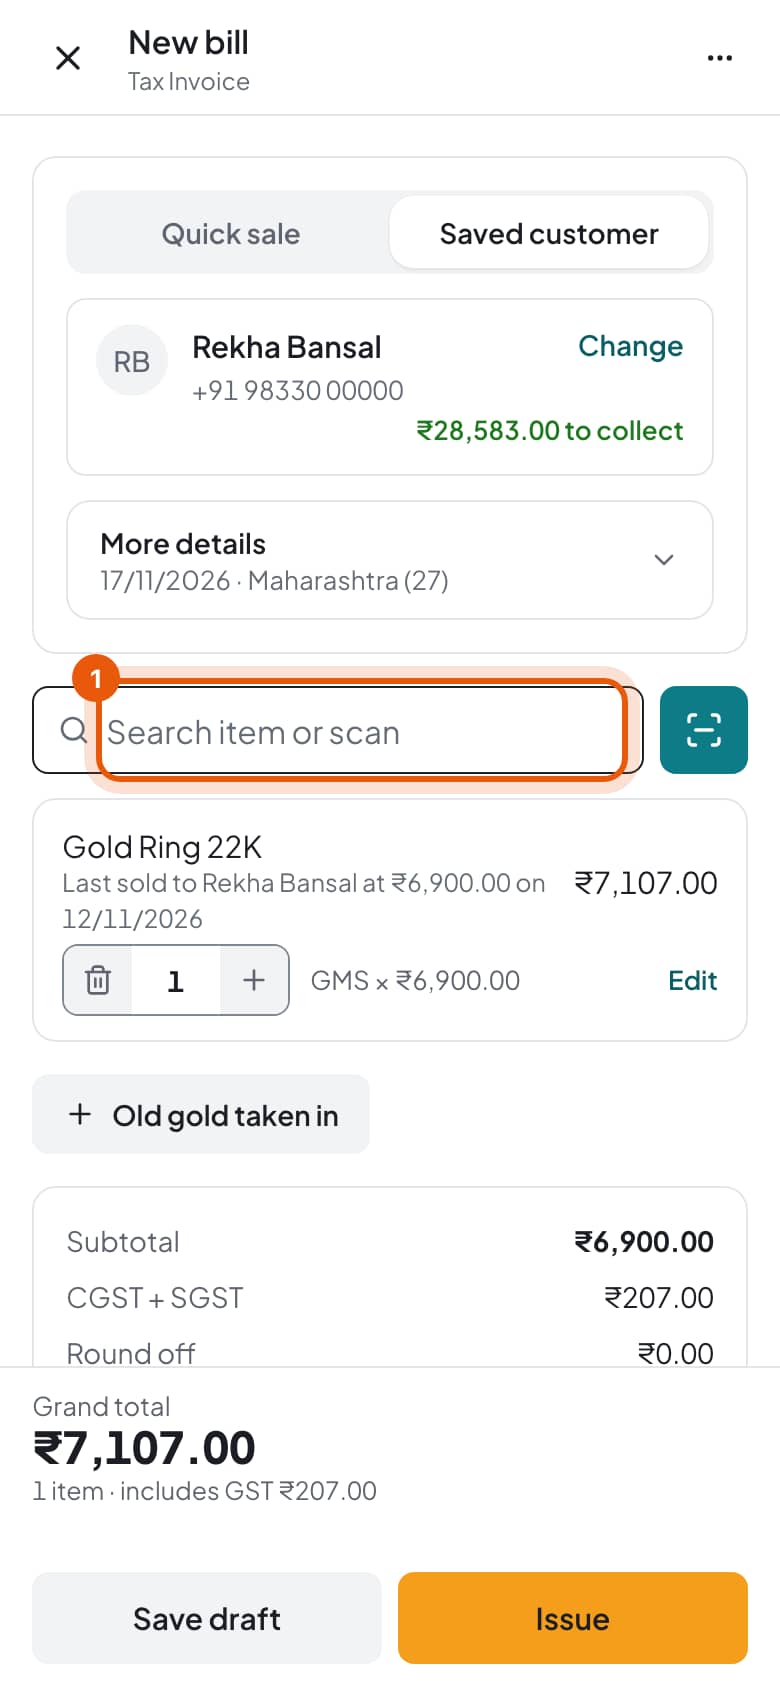 New bill
Tax Invoice
Quick sale
Saved customer
RB
Rekha Bansal
Change
+91 98330 00000
₹28,583.00 to collect
More details
17/11/2026 · Maharashtra (27)
1
Search item or scan
Gold Ring 22K
Last sold to Rekha Bansal at ₹6,900.00 on
12/11/2026
₹7,107.00
1
GMS × ₹6,900.00
Edit
+ Old gold taken in
Subtotal
₹6,900.00
CGST + SGST
₹207.00
Round off
₹0.00
Grand total
₹7,107.00
1 item · includes GST ₹207.00
Save draft
Issue